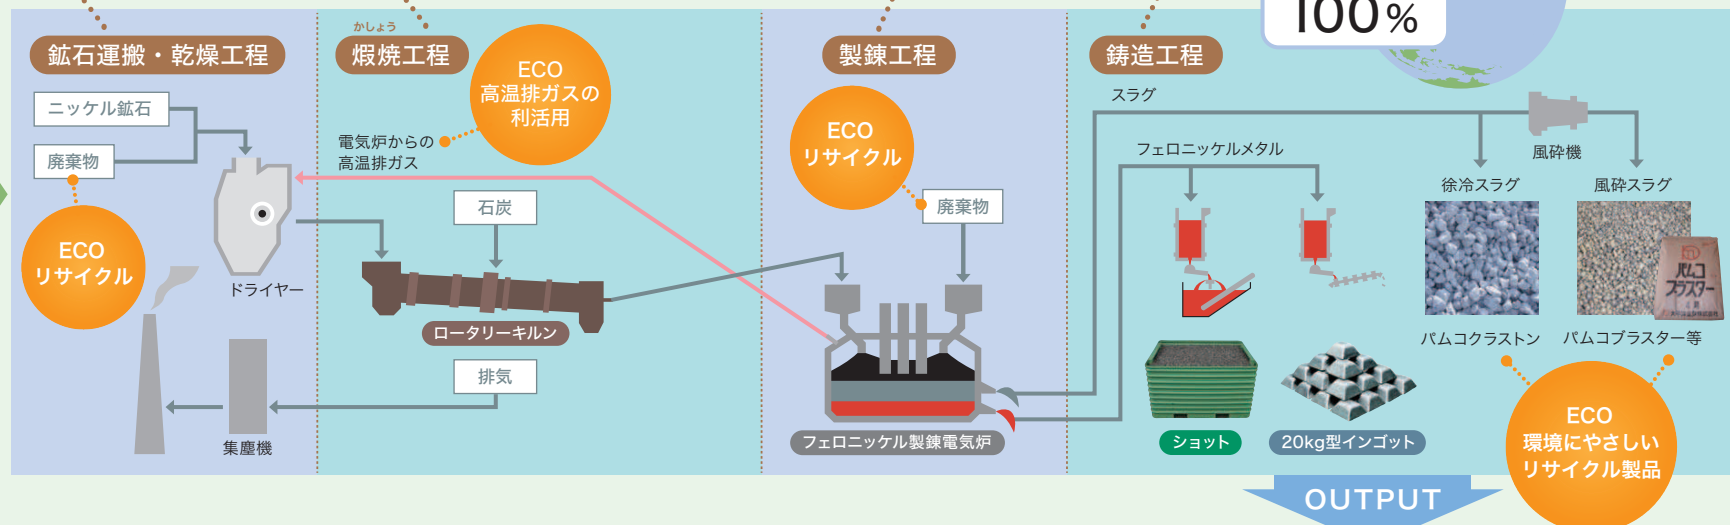 100%
鉱石運搬・乾燥工程
ニッケル鉱石
廃棄物
ECO
リサイクル
ドライヤー
集塵機
かしょう
煆焼工程
ECO
高温排ガスの
利活用
電気炉からの
高温排ガス
石炭
ロータリーキルン
排気
製錬工程
ECO
リサイクル
廃棄物
フェロニッケル製錬電気炉
鋳造工程
スラグ
フェロニッケルメタル
風砕機
徐冷スラグ
風砕スラグ
パムコ
ブラスター
パムコクラストン
パムコブラスター等
ショット
20kg型インゴット
ECO
環境にやさしい
リサイクル製品
OUTPUT